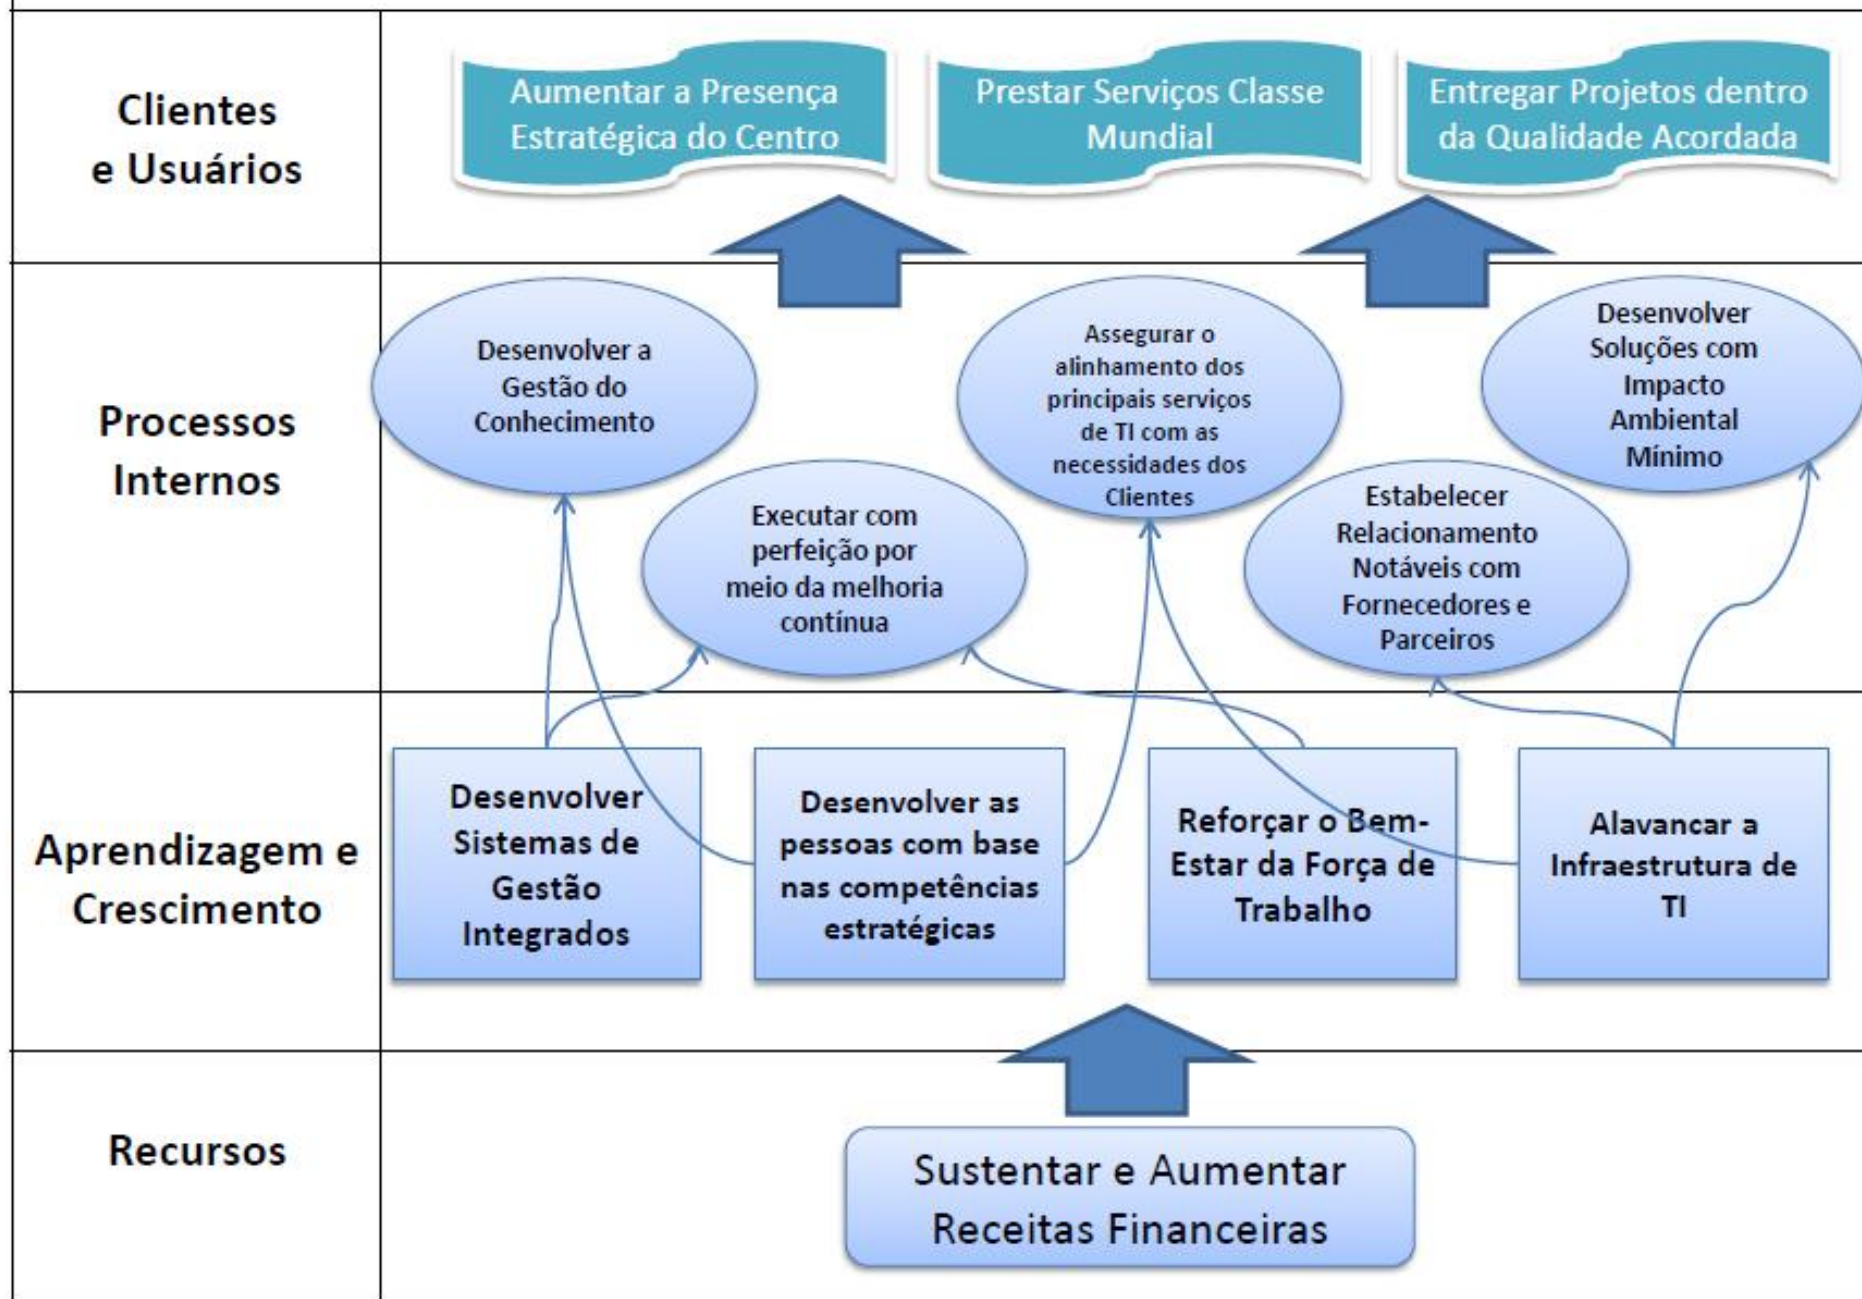 Clientes
e Usuários
Aumentar a Presença
Estratégica do Centro
Prestar Serviços Classe
Mundial
Entregar Projetos dentro
da Qualidade Acordada
Processos
Internos
Desenvolver a
Gestão do
Conhecimento
Executar com
perfeição por
meio da melhoria
contínua
Assegurar o
alinhamento dos
principais serviços
de TI com as
necessidades dos
Clientes
Estabelecer
Relacionamento
Notáveis com
Fornecedores e
Parceiros
Desenvolver
Soluções com
Impacto
Ambiental
Mínimo
Aprendizagem e
Crescimento
Desenvolver
Sistemas de
Gestão
Integrados
Desenvolver as
pessoas com base
nas competências
estratégicas
Reforçar o Bem-
Estar da Força de
Trabalho
Alavancar a
Infraestrutura de
TI
Recursos
Sustentar e Aumentar
Receitas Financeiras